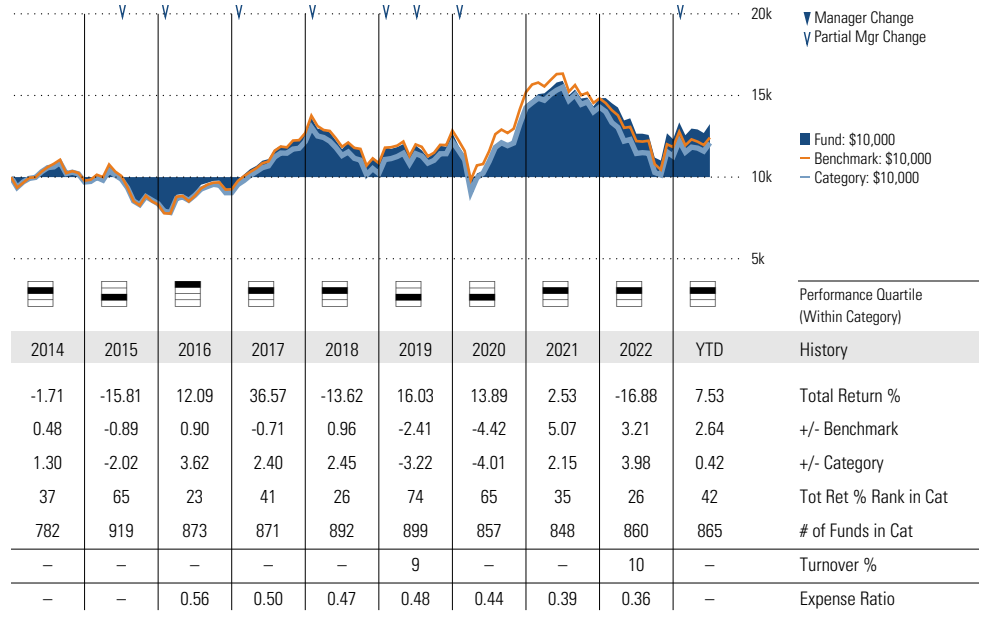 20k
15k
10k
5k
Manager Change
Partial Mgr Change
Fund: $10,000
Benchmark: $10,000
Category: $10,000
Performance Quartile
(Within Category)
2014 2015 2016 2017 2018 2019 2020 2021 2022 YTD History
-1.71 -15.81 12.09 36.57 -13.62 16.03 13.89 2.53 -16.88 7.53 Total Return %
0.48 -0.89 0.90 -0.71 0.96 -2.41 -4.42 5.07 3.21 2.64 +/- Benchmark
1.30 -2.02 3.62 2.40 2.45 -3.22 -4.01 2.15 3.98 0.42 +/- Category
37 65 23 41 26 74 65 35 26 42 Tot Ret % Rank in Cat
782 919 873 871 892 899 857 848 860 865 # of Funds in Cat
– – – – – 9 – – 10 – Turnover %
– – 0.56 0.50 0.47 0.48 0.44 0.39 0.36 – Expense Ratio